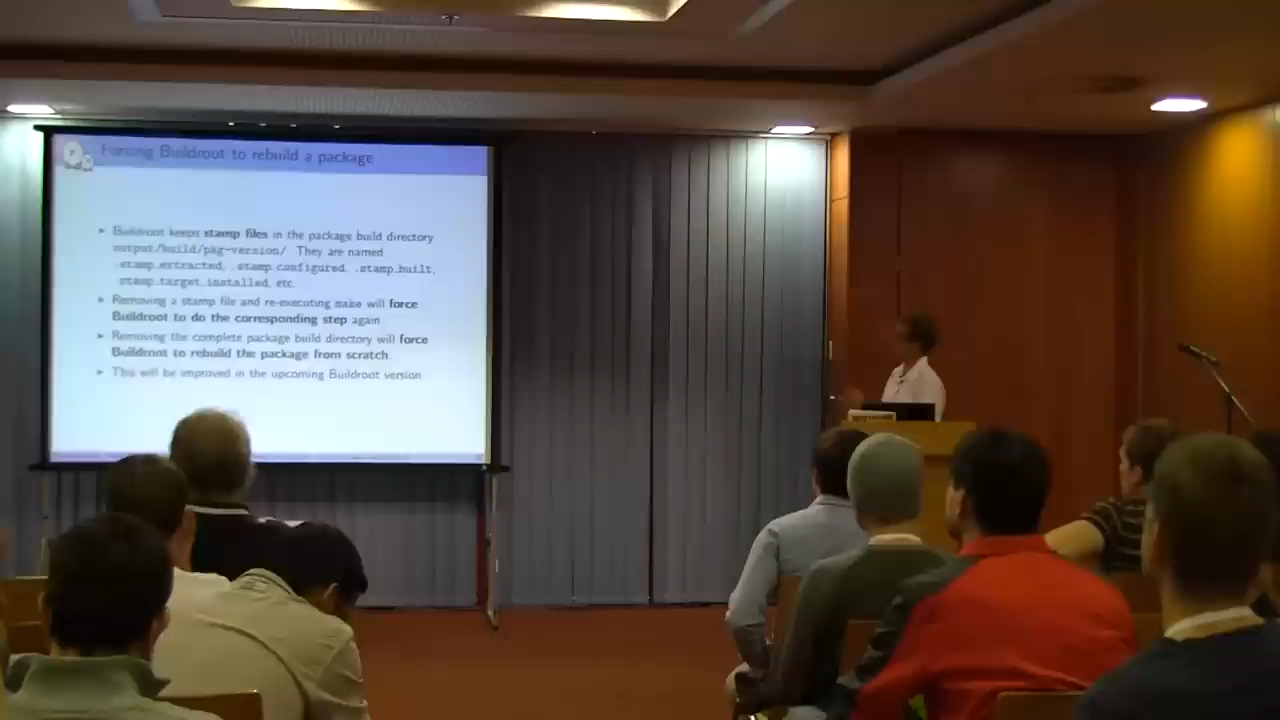 Forcing Buildroot to rebuild a package
Buildroot keeps stamp files in the package build directory
output/build/pkg-version/ They are named
.stamp_extracted, .stamp_configured, .stamp_built,
.stamp_target_installed, etc.
Removing a stamp file and re-executing make will force
Buildroot to do the corresponding step again
Removing the complete package build directory will force
Buildroot to rebuild the package from scratch
This will be improved in the upcoming Buildroot version